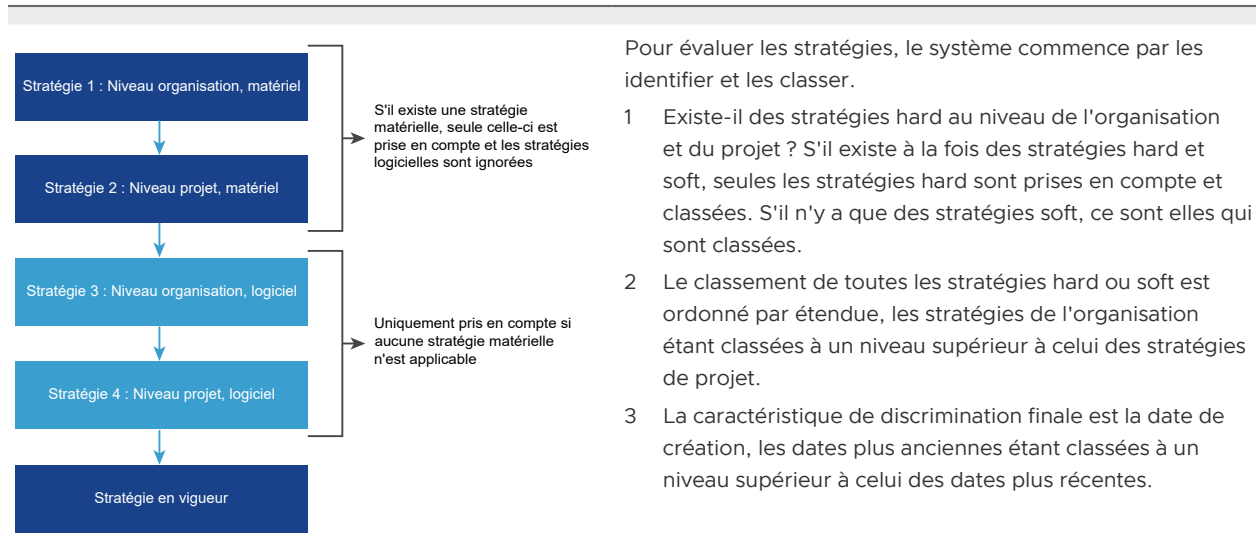 Stratégie 1 : Niveau organisation, matériel
Stratégie 2 : Niveau projet, matériel
Stratégie 3 : Niveau organisation, logiciel
Stratégie 4 : Niveau projet, logiciel
Stratégie en vigueur
S'il existe une stratégie
matérielle, seule celle-ci est
prise en compte et les stratégies
logicielles sont ignorées
Uniquement pris en compte si
aucune stratégie matérielle
n'est applicable
Pour évaluer les stratégies, le système commence par les
identifier et les classer.
1 Existe-il des stratégies hard au niveau de l'organisation
et du projet ? S'il existe à la fois des stratégies hard et
soft, seules les stratégies hard sont prises en compte et
classées. S'il n'y a que des stratégies soft, ce sont elles qui
sont classées.
2 Le classement de toutes les stratégies hard ou soft est
ordonné par étendue, les stratégies de l'organisation
étant classées à un niveau supérieur à celui des stratégies
de projet.
3 La caractéristique de discrimination finale est la date de
création, les dates plus anciennes étant classées à un
niveau supérieur à celui des dates plus récentes.